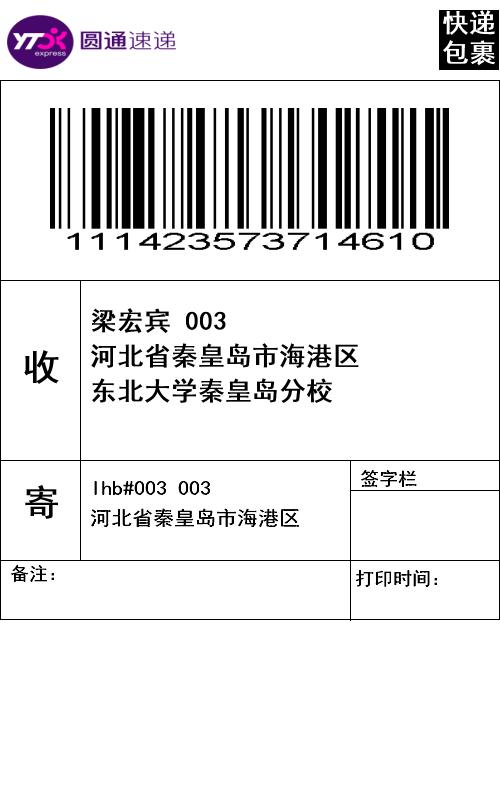 YTO express 圆通速递
快递
包裹
111423573714610
收
梁宏宾 003
河北省秦皇岛市海港区
东北大学秦皇岛分校
寄
lhb#003 003
河北省秦皇岛市海港区
签字栏
备注:
打印时间: